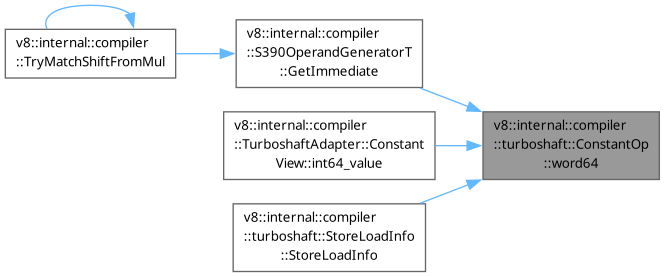 v8::internal::compiler
::TryMatchShiftFromMul
v8::internal::compiler
::S390OperandGeneratorT
::GetImmediate
v8::internal::compiler
::TurboshaftAdapter::Constant
View::int64_value
v8::internal::compiler
::turboshaft::StoreLoadInfo
::StoreLoadInfo
v8::internal::compiler
::turboshaft::ConstantOp
::word64